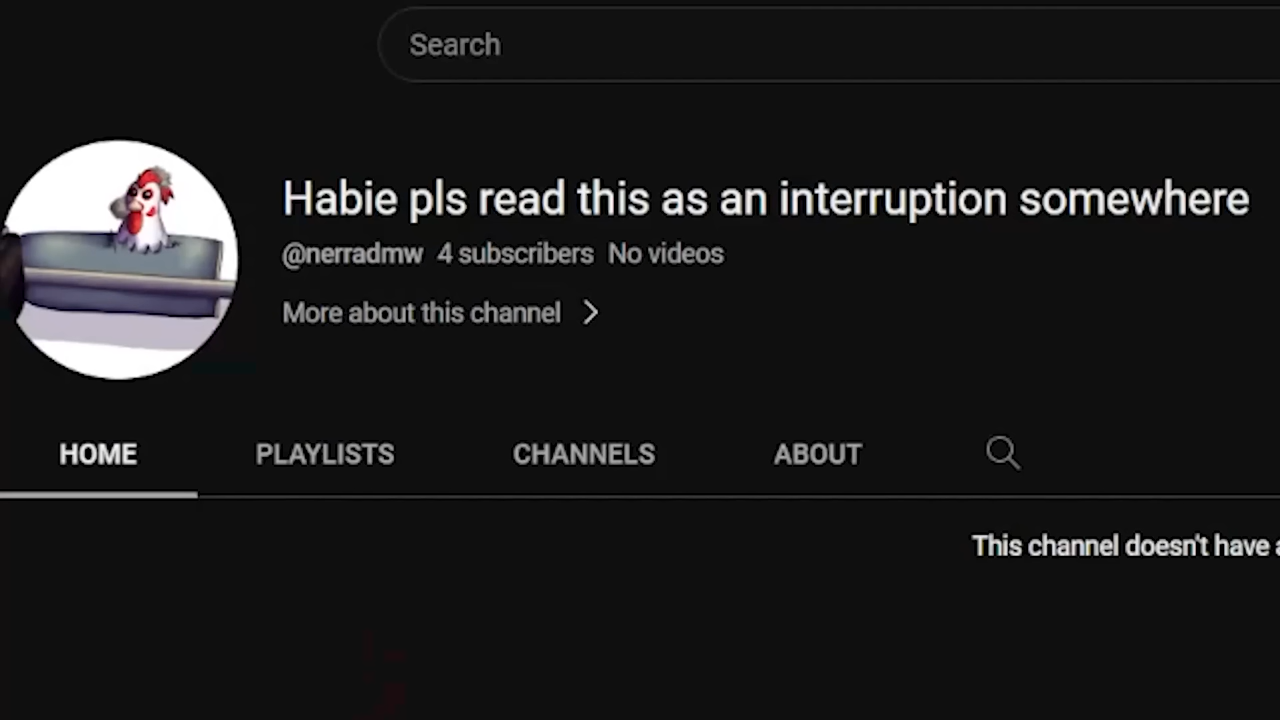 Search
Habie pls read this as an interruption somewhere
@nerradmw 4 subscribers No videos
More about this channel
HOME PLAYLISTS CHANNELS ABOUT
This channel doesn't have a